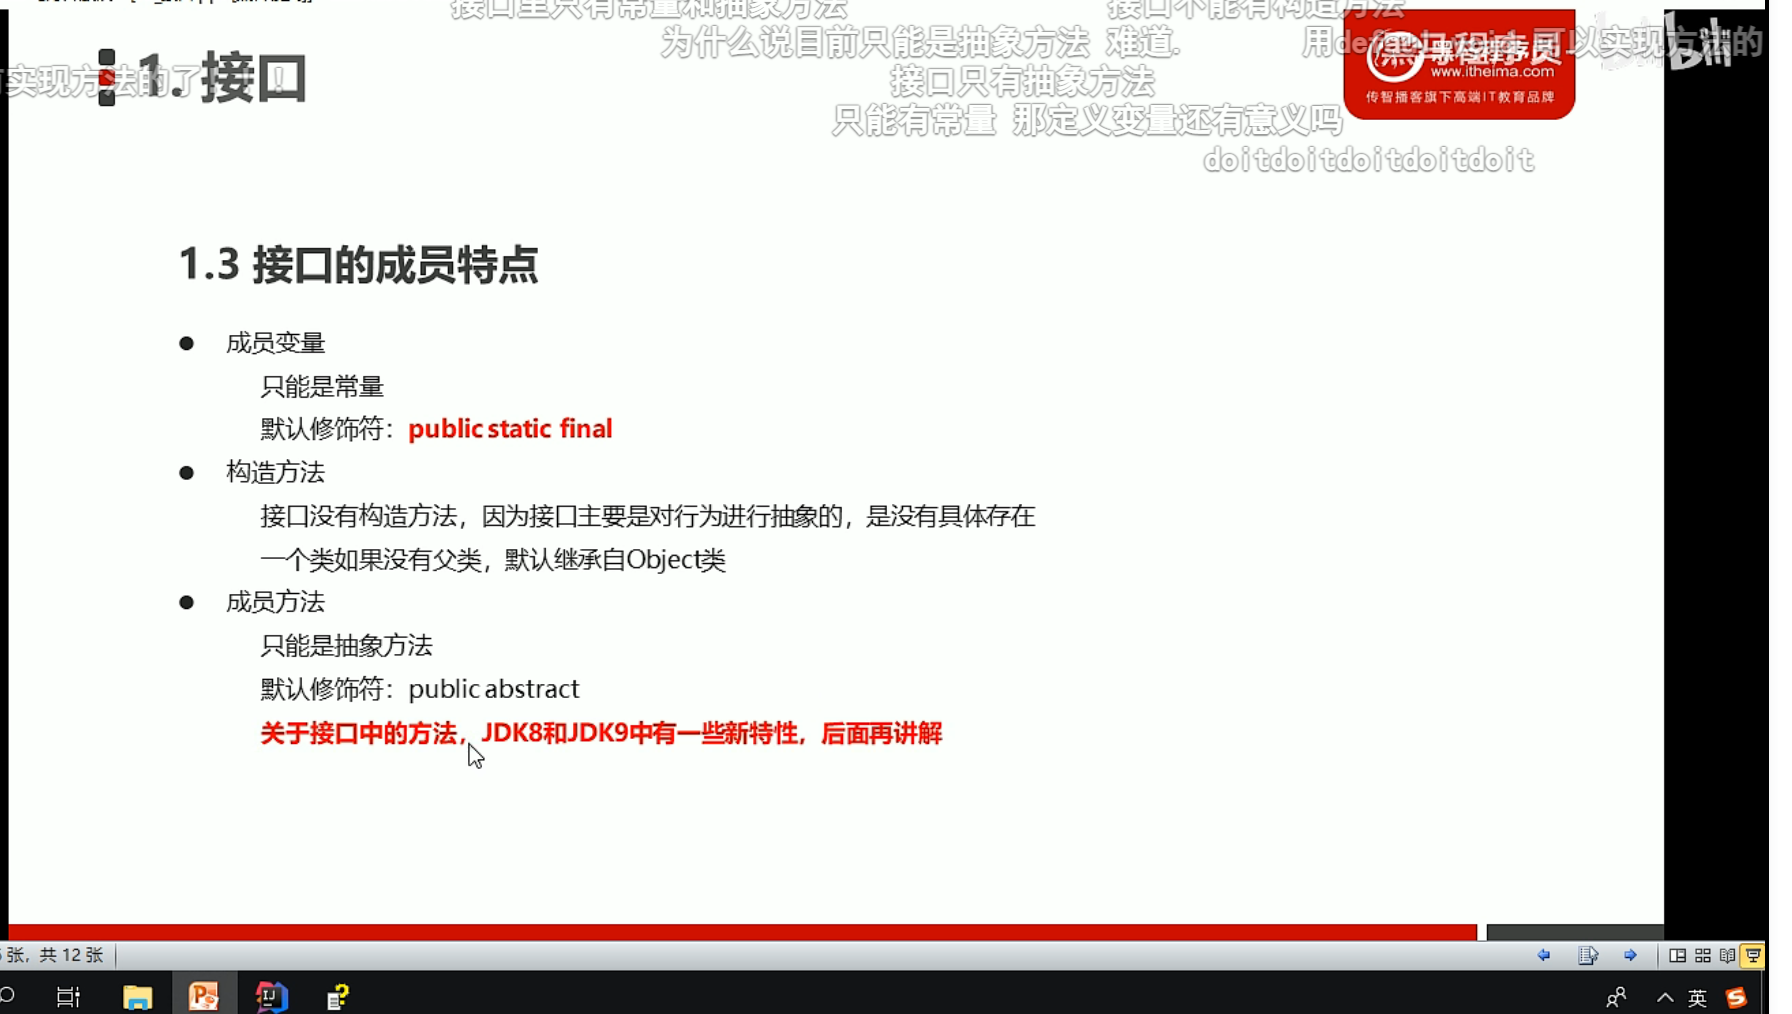 接口里只有常量和抽象方法
接口不能有构造方法
为什么说目前只能是抽象方法 难道.
实现方法的了
1. 接口
接口只有抽象方法
www.itheima.com
传智播客旗下高端IT教育品牌
只能有常量 那定义变量还有意义吗
doitdoitdoitdoitdoit
1.3 接口的成员特点
● 成员变量
只能是常量
默认修饰符：public static final
● 构造方法
接口没有构造方法，因为接口主要是对行为进行抽象的，是没有具体存在
一个类如果没有父类，默认继承自Object类
● 成员方法
只能是抽象方法
默认修饰符：public abstract
关于接口中的方法，JDK8和JDK9中有一些新特性，后面再讲解
张，共 12 张
英